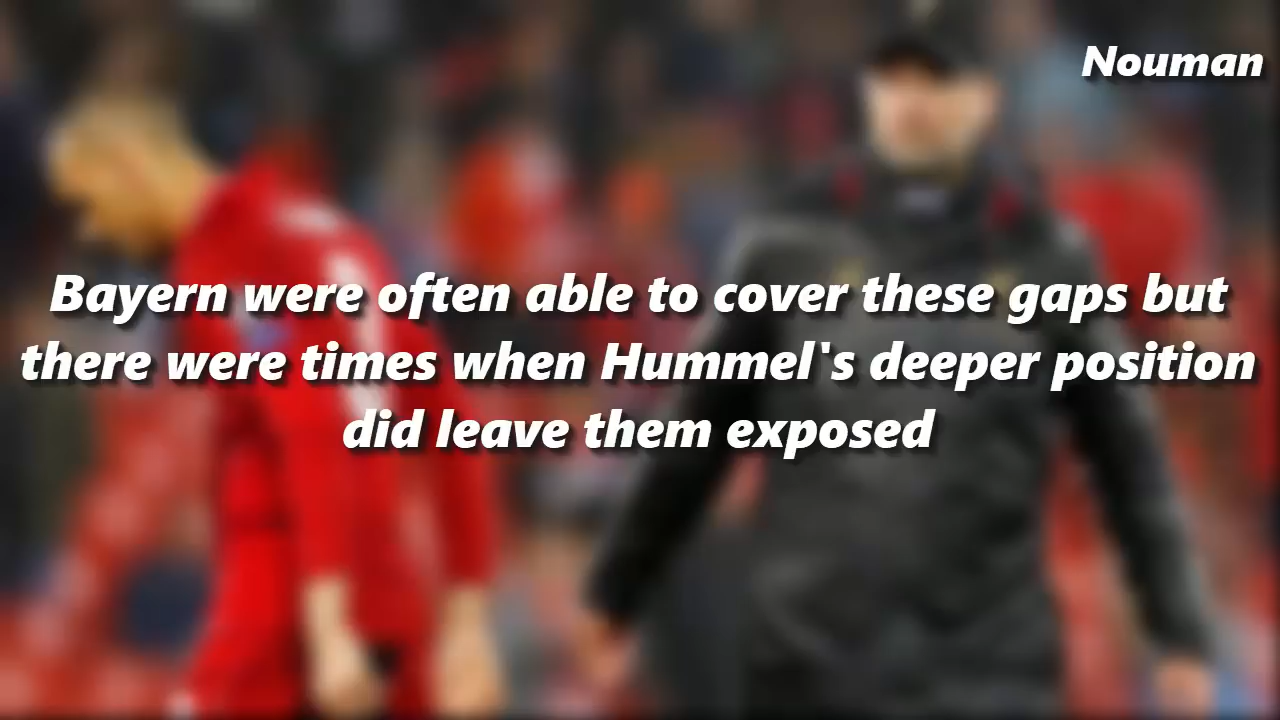 Nouman
Bayern were often able to cover these gaps but
there were times when Hummel's deeper position
did leave them exposed